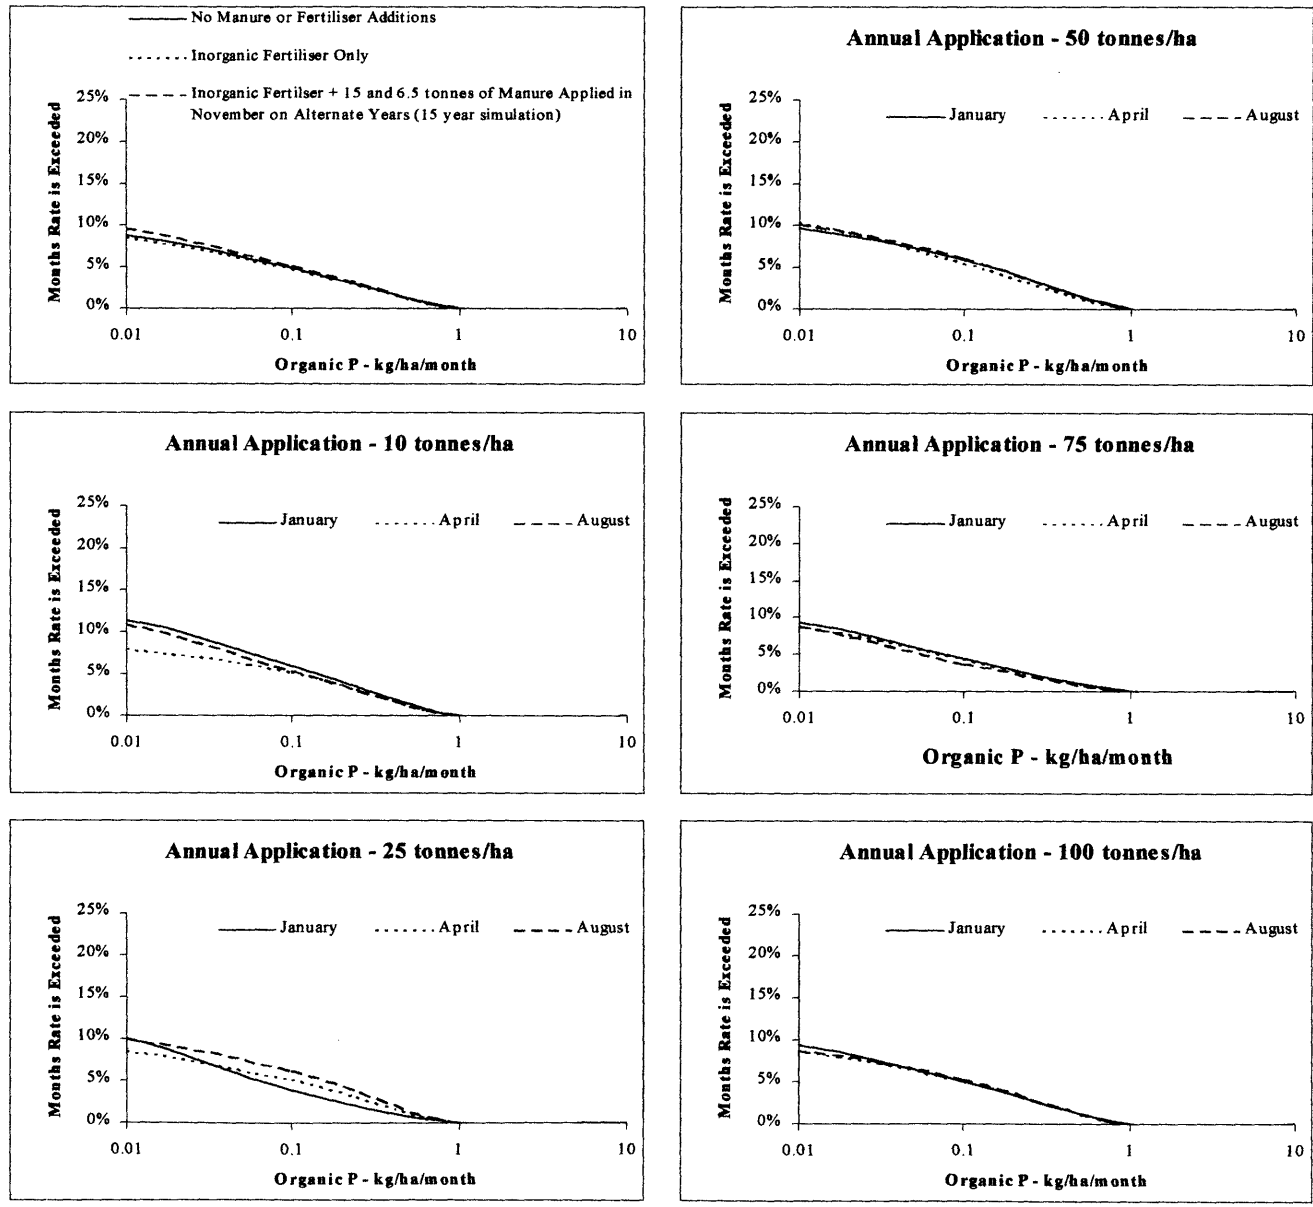 No Manure or Fertiliser Additions
Inorganic Fertiliser Only
Inorganic Fertilser + 15 and 6.5 tonnes of Manure Applied in
November on Alternate Years (15 year simulation)
Months Rate is Exceeded
25%
20%
15%
10%
5%
0%
0.01 0.1 1 10
Organic P - kg/ha/month
Annual Application - 50 tonnes/ha
January April August
Months Rate is Exceeded
25%
20%
15%
10%
5%
0%
0.01 0.1 1 10
Organic P - kg/ha/month
Annual Application - 10 tonnes/ha
January April August
Months Rate is Exceeded
25%
20%
15%
10%
5%
0%
0.01 0.1 1 10
Organic P - kg/ha/month
Annual Application - 75 tonnes/ha
January April August
Months Rate is Exceeded
25%
20%
15%
10%
5%
0%
0.01 0.1 1 10
Organic P - kg/ha/month
Annual Application - 25 tonnes/ha
January April August
Months Rate is Exceeded
25%
20%
15%
10%
5%
0%
0.01 0.1 1 10
Organic P - kg/ha/month
Annual Application - 100 tonnes/ha
January April August
Months Rate is Exceeded
25%
20%
15%
10%
5%
0%
0.01 0.1 1 10
Organic P - kg/ha/month